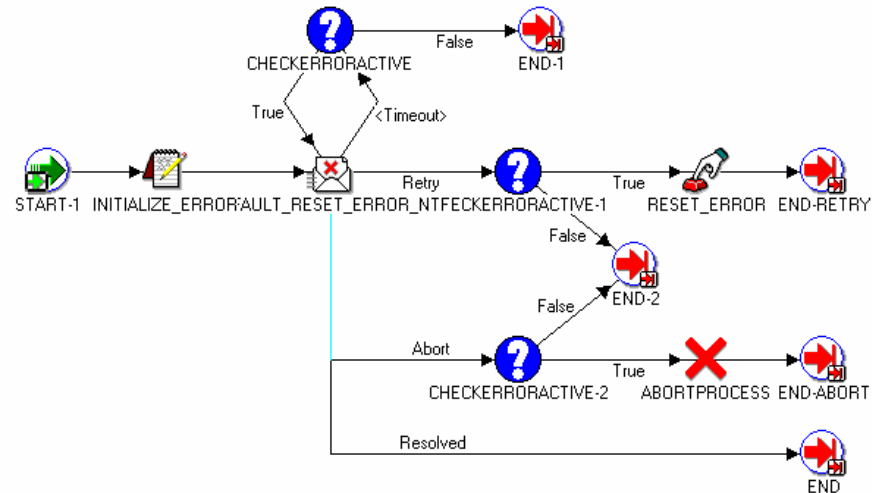 False
CHECKERRORACTIVE
END-1
True
<Timeout>
Retry
True
START-1
INITIALIZE_ERROR
AULT_RESET_ERROR_NTF
ECKERRORACTIVE-1
RESET_ERROR
END-RETRY
False
END-2
False
Abort
True
CHECKERRORACTIVE-2
ABORTPROCESS
END-ABORT
Resolved
END